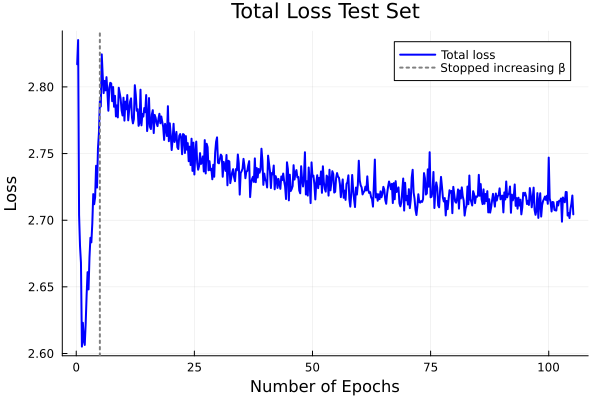 Total Loss Test Set
Total loss
Stopped increasing β
Loss
2.80
2.75
2.70
2.65
2.60
0 25 50 75 100
Number of Epochs